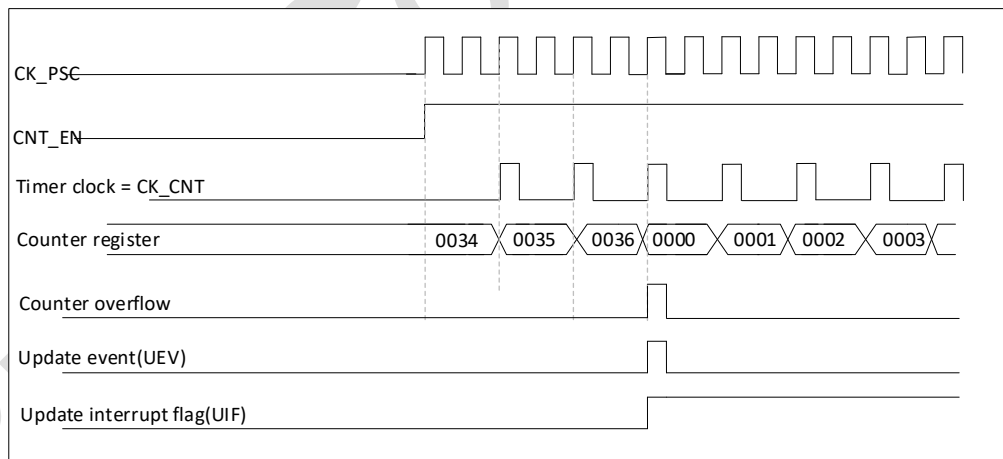 CK_PSC
CNT_EN
Timer clock = CK_CNT
Counter register
0034 0035 0036 0000 0001 0002 0003
Counter overflow
Update event(UEV)
Update interrupt flag(UIF)